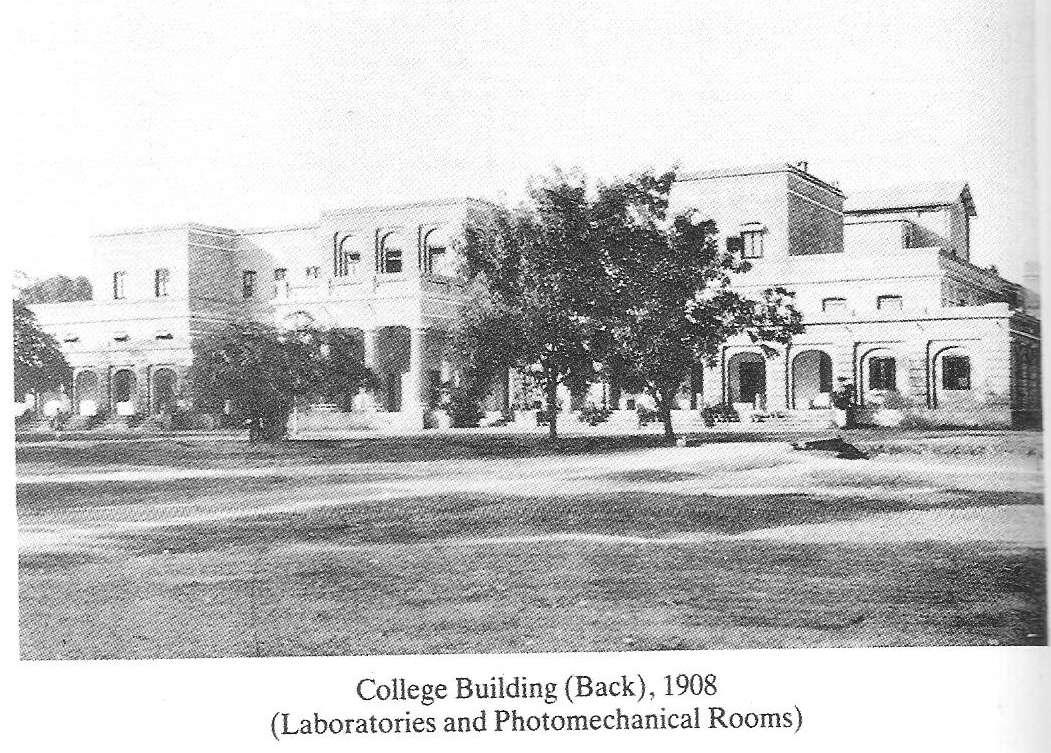 College Building (Back), 1908
(Laboratories and Photomechanical Rooms)